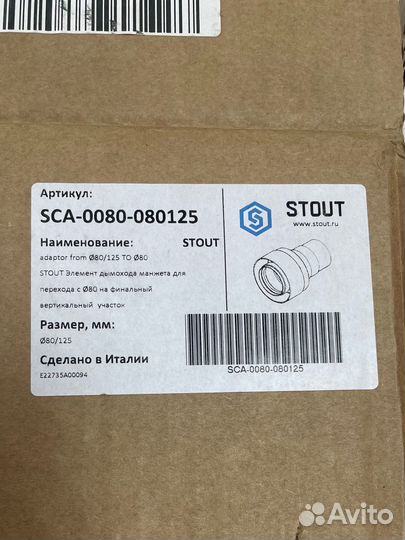 Артикул:
SCA-0080-080125
STOUT
www.stout.ru
Наименование: STOUT
adaptor from Ø80/125 TO Ø80
STOUT Элемент дымохода манжета для
перехода с Ø80 на финальный
вертикальный участок
Размер, мм:
Ø80/125
Сделано в Италии
E22735A00094
SCA-0080-080125
Avito